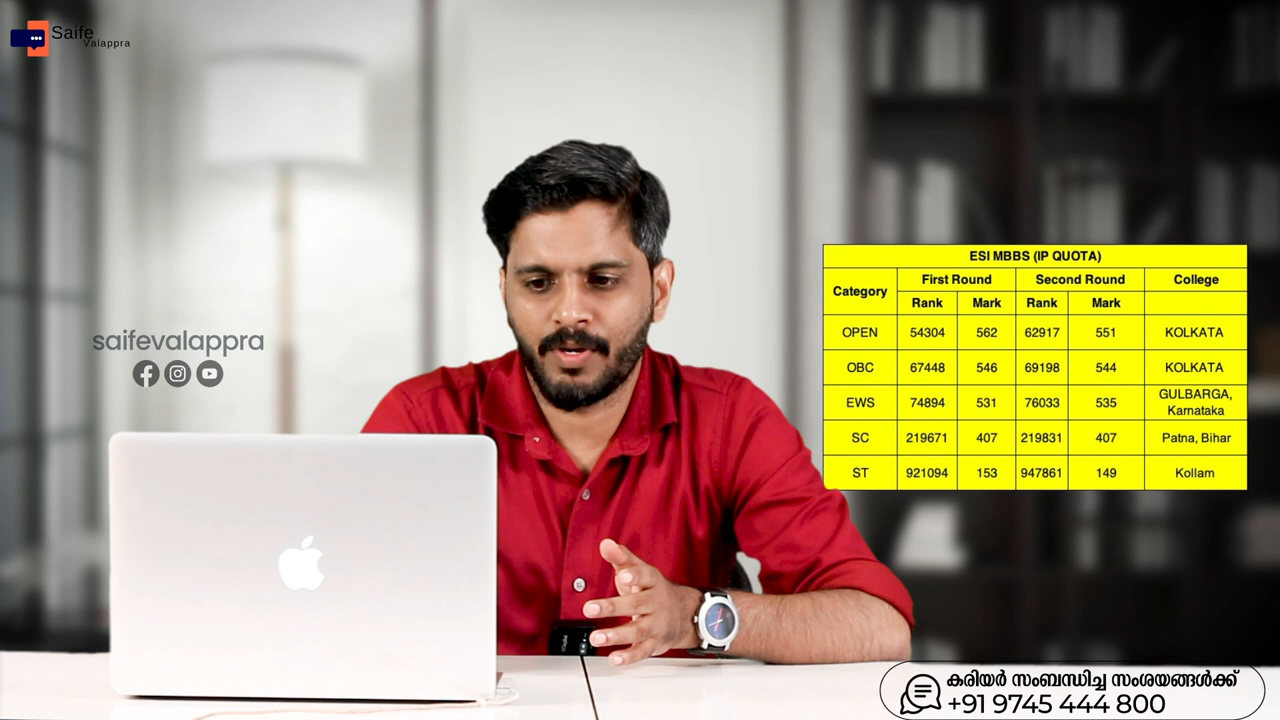 Saife
Valappra
saifevalappra
ESI MBBS (IP QUOTA)
Category First Round Second Round College
Rank Mark Rank Mark
OPEN 54304 562 62917 551 KOLKATA
OBC 67448 546 69198 544 KOLKATA
EWS 74894 531 76033 535 GULBARGA, Karnataka
SC 219671 407 219831 407 Patna, Bihar
ST 921094 153 947861 149 Kollam
കരിയർ സംബന്ധിച്ച സംശയങ്ങൾക്ക്
+91 9745 444 800